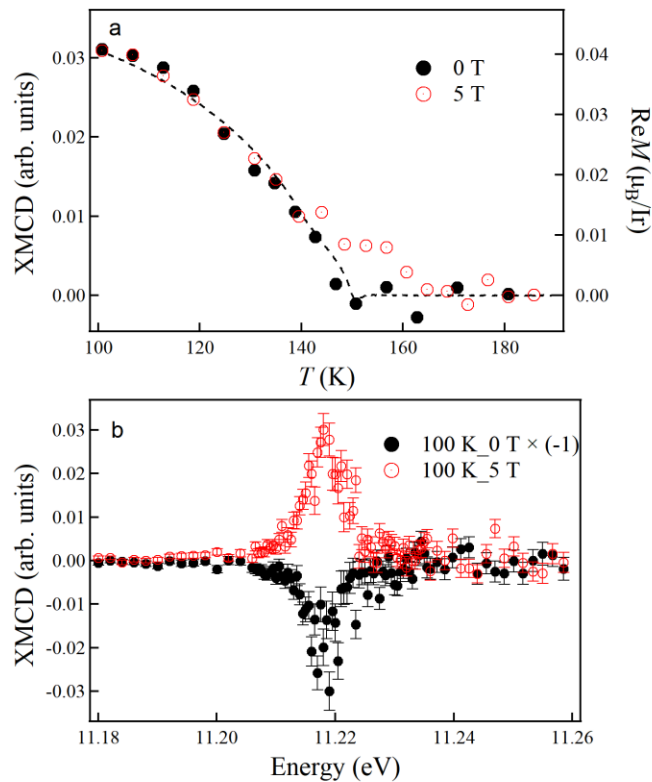 a
0 T
5 T
0.03
0.02
0.01
0.00
XMCD (arb. units)
0.04
0.03
0.02
0.01
0.00
ReM (μB/Ir)
100
120
140
160
180
T (K)
b
100 K_0 T × (-1)
100 K_5 T
0.03
0.02
0.01
0.00
-0.01
-0.02
-0.03
XMCD (arb. units)
11.18
11.20
11.22
11.24
11.26
Energy (eV)